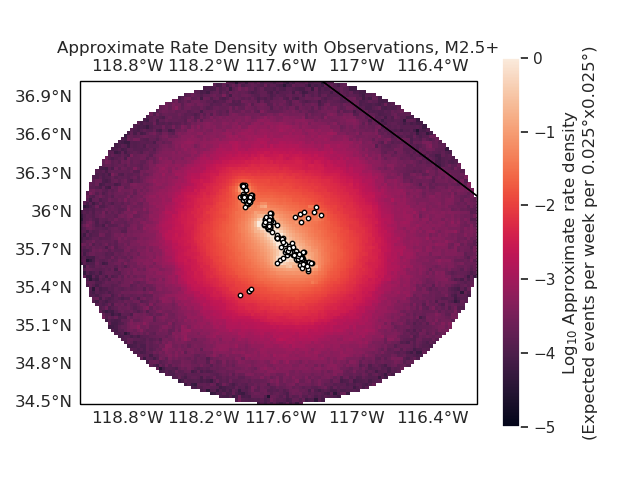 Approximate Rate Density with Observations, M2.5+
118.8°W 118.2°W 117.6°W 117°W 116.4°W
36.9°N
36.6°N
36.3°N
36°N
35.7°N
35.4°N
35.1°N
34.8°N
34.5°N
118.8°W 118.2°W 117.6°W 117°W 116.4°W
0
−1
−2
−3
−4
−5
Log₁₀ Approximate rate density
(Expected events per week per 0.025°x0.025°)